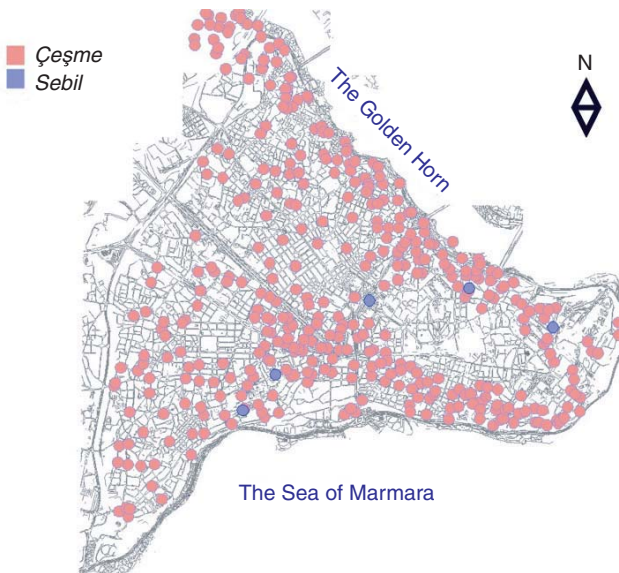 Çeşme
Sebil
N
The Golden Horn
The Sea of Marmara